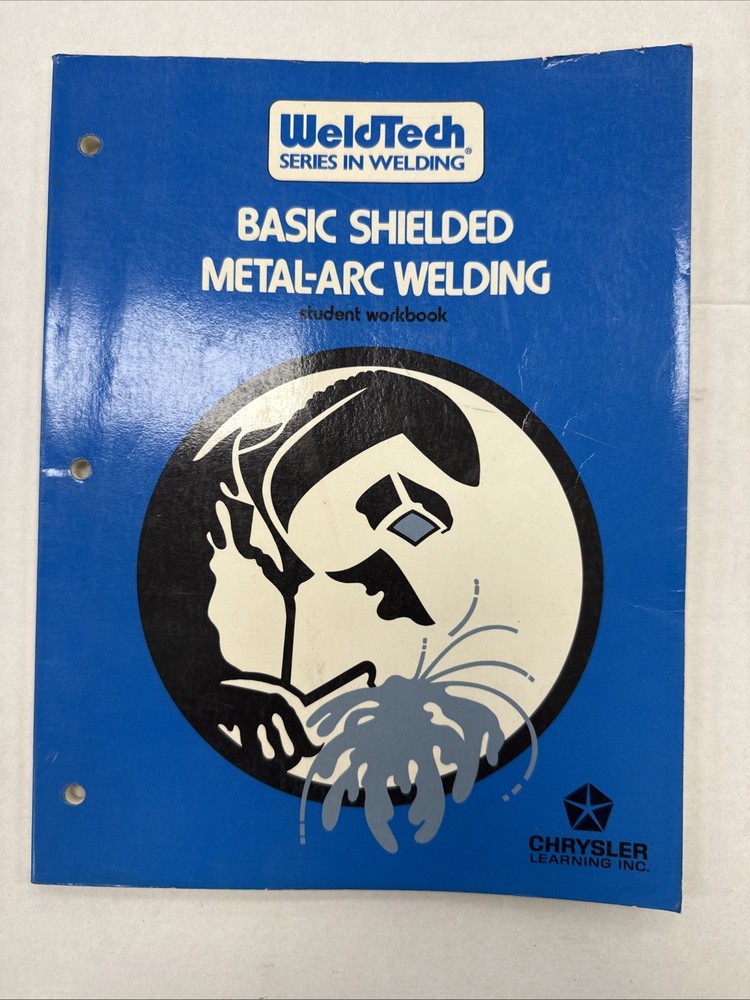 WeldTech®
SERIES IN WELDING
BASIC SHIELDED
METAL-ARC WELDING
student workbook
CHRYSLER
LEARNING INC.